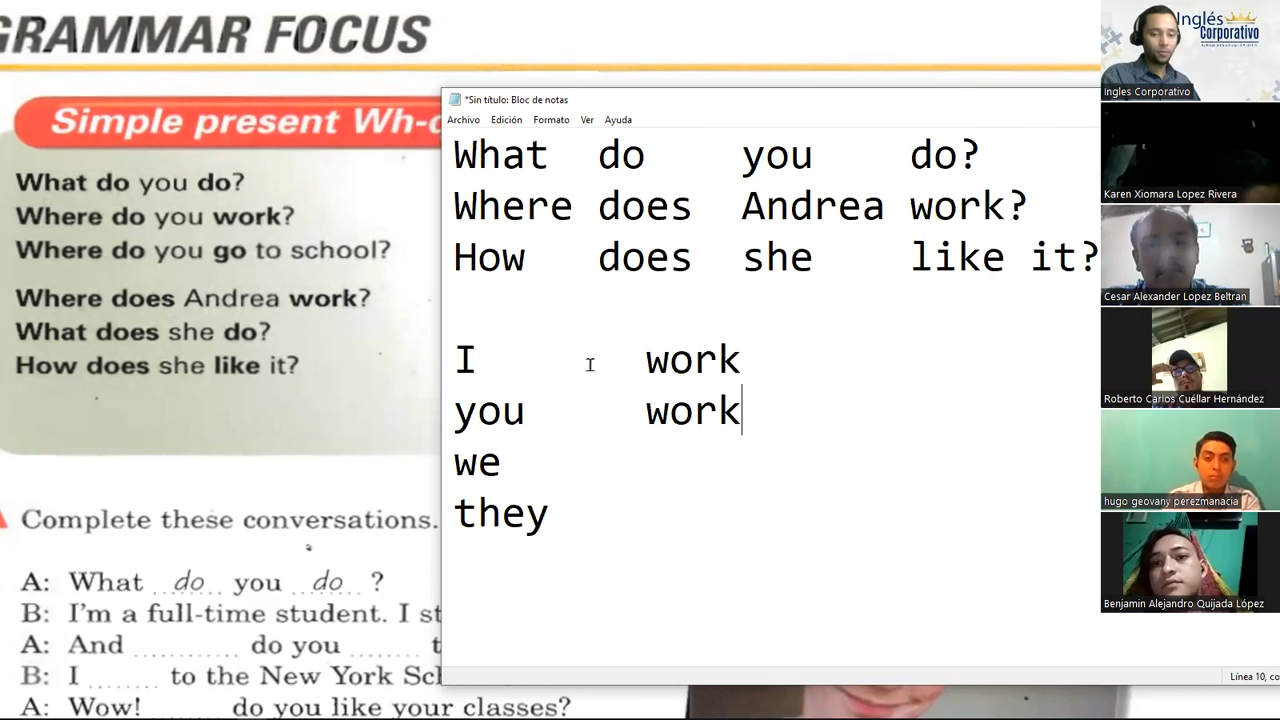 GRAMMAR FOCUS
Simple present Wh-
What do you do?
Where do you work?
Where do you go to school?
Where does Andrea work?
What does she do?
How does she like it?
Complete these conversations.
A: What do you do ?
B: I'm a full-time student. I st
A: And .......... do you ....... t
B: I ...... to the New York Sch
A: Wow! ....... do you like your classes?
*Sin título: Bloc de notas
Archivo Edición Formato Ver Ayuda
What do you do?
Where does Andrea work?
How does she like it?
I work
you work
we
they
Línea 10, co
Inglés
Corporativo
Ingles Corporativo
Karen Xiomara Lopez Rivera
Cesar Alexander Lopez Beltran
Roberto Carlos Cuéllar Hernández
hugo geovany perezmanacia
Benjamin Alejandro Quijada López